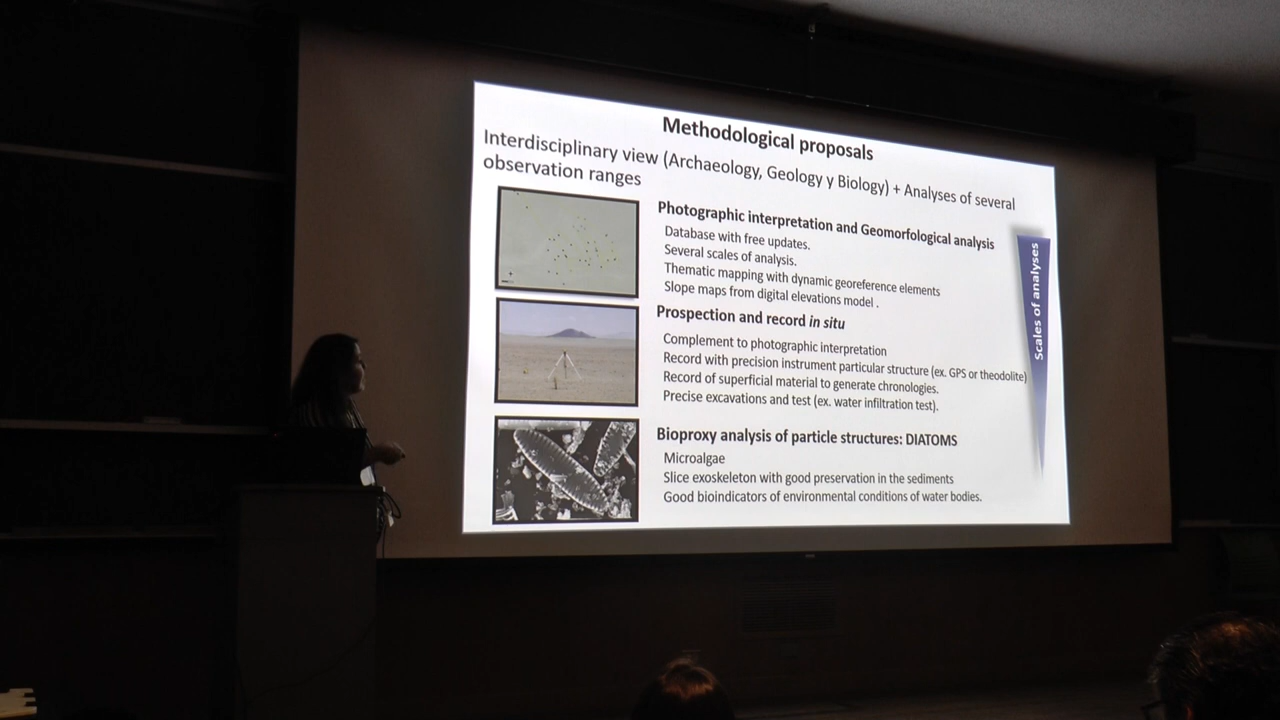 Methodological proposals
Interdisciplinary view (Archaeology, Geology y Biology) + Analyses of several
observation ranges
Photographic interpretation and Geomorfological analysis
Database with free updates.
Several scales of analysis.
Thematic mapping with dynamic georeference elements
Slope maps from digital elevations model .
Prospection and record in situ
Complement to photographic interpretation
Record with precision instrument particular structure (ex. GPS or theodolite)
Record of superficial material to generate chronologies.
Precise excavations and test (ex. water infiltration test).
Bioproxy analysis of particle structures: DIATOMS
Microalgae
Slice exoskeleton with good preservation in the sediments
Good bioindicators of environmental conditions of water bodies.
Scales of analyses